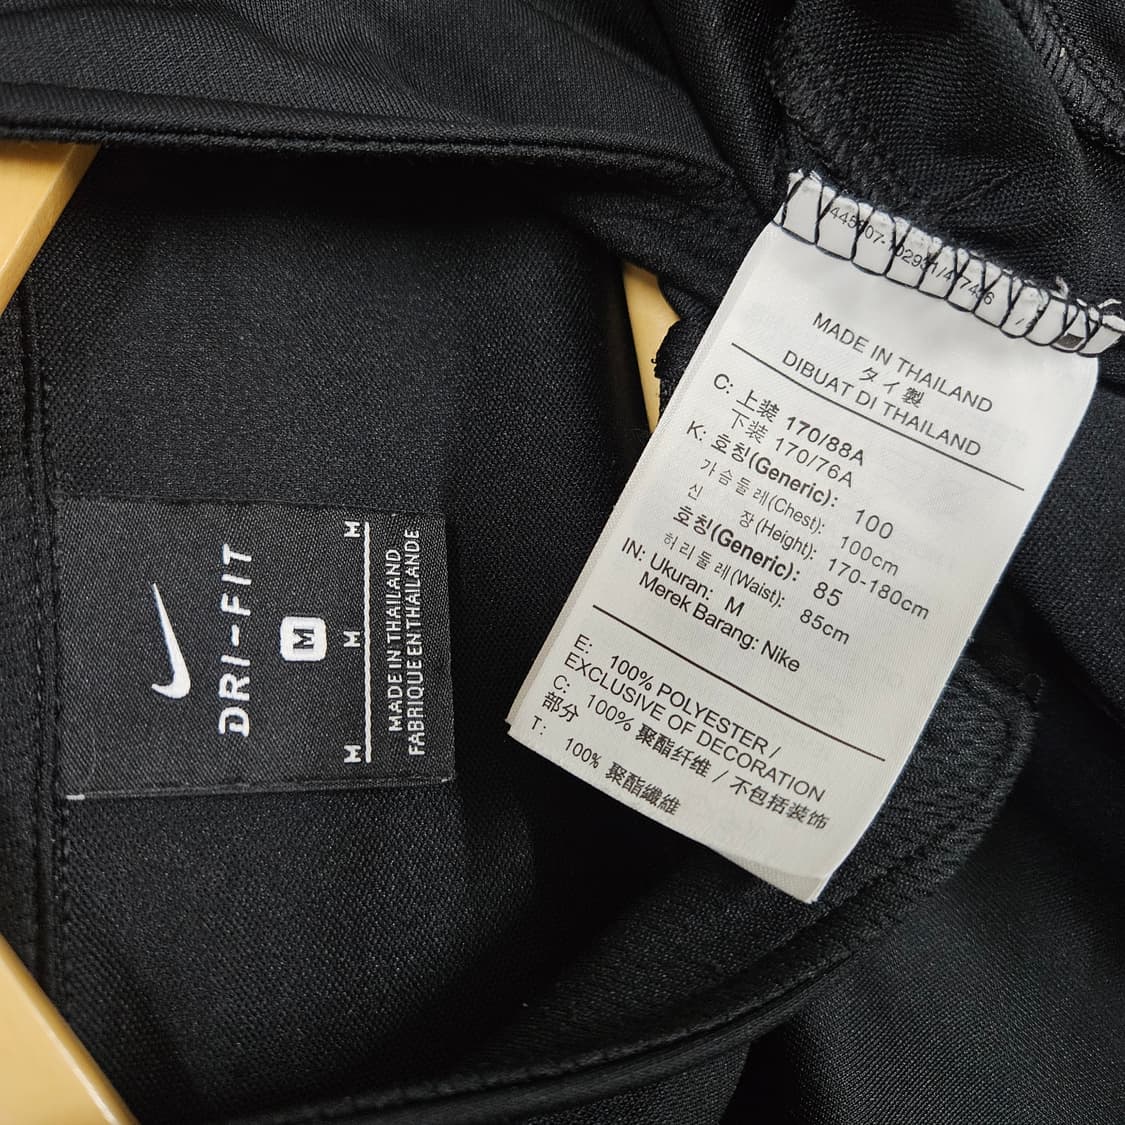 DRI-FIT
M
M
M
M
MADE IN THAILAND
FABRIQUE EN THAILANDE
MADE IN THAILAND
タイ製
DIBUAT DI THAILAND
C: 上装 170/88A
下装 170/76A
K: 호칭(Generic): 100
가슴둘레(Chest): 100cm
신 장(Height): 170-180cm
호칭(Generic): 85
허리둘레(Waist): 85cm
IN: Ukuran: M
Merek Barang: Nike
E: 100% POLYESTER /
EXCLUSIVE OF DECORATION
C: 100% 聚酯纤维 / 不包括装饰
部分
T: 100% 聚酯纖維